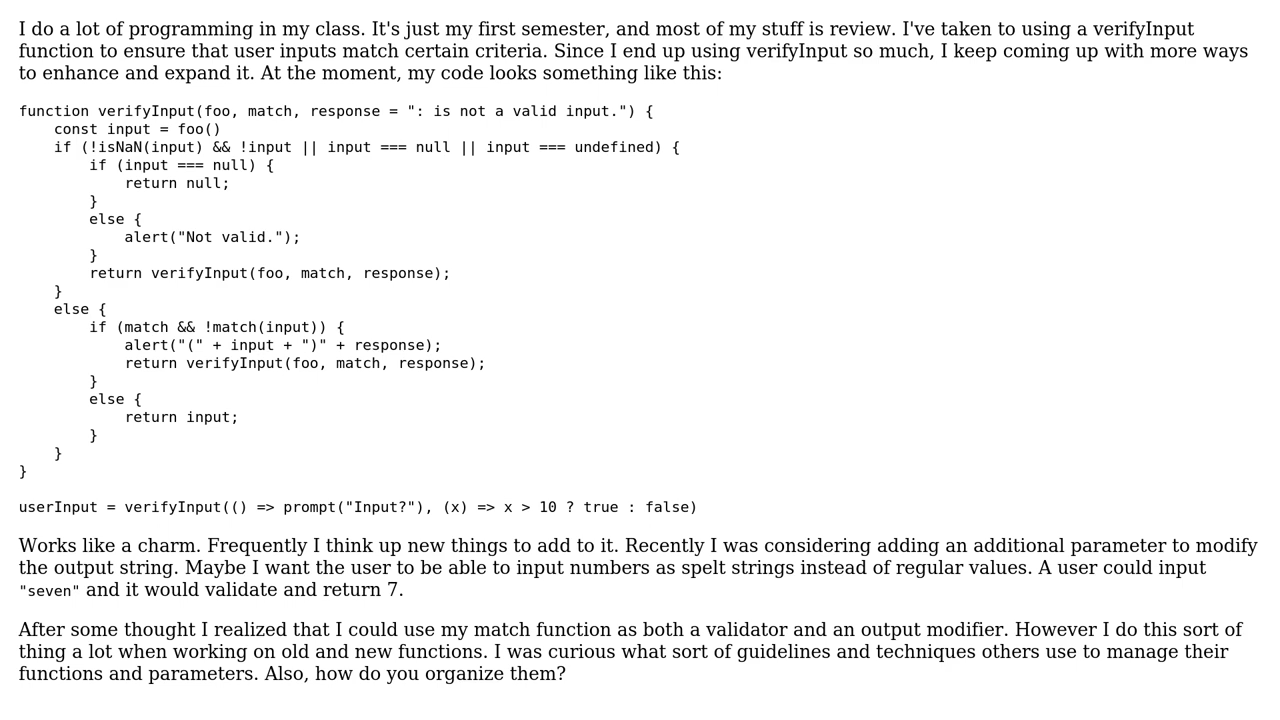 I do a lot of programming in my class. It's just my first semester, and most of my stuff is review. I've taken to using a verifyInput
function to ensure that user inputs match certain criteria. Since I end up using verifyInput so much, I keep coming up with more ways
to enhance and expand it. At the moment, my code looks something like this:
function verifyInput(foo, match, response = ": is not a valid input.") {
    const input = foo()
    if (!isNaN(input) && !input || input === null || input === undefined) {
        if (input === null) {
            return null;
        }
        else {
            alert("Not valid.");
        }
        return verifyInput(foo, match, response);
    }
    else {
        if (match && !match(input)) {
            alert("(" + input + ")" + response);
            return verifyInput(foo, match, response);
        }
        else {
            return input;
        }
    }
}
userInput = verifyInput(() => prompt("Input?"), (x) => x > 10 ? true : false)
Works like a charm. Frequently I think up new things to add to it. Recently I was considering adding an additional parameter to modify
the output string. Maybe I want the user to be able to input numbers as spelt strings instead of regular values. A user could input
"seven" and it would validate and return 7.
After some thought I realized that I could use my match function as both a validator and an output modifier. However I do this sort of
thing a lot when working on old and new functions. I was curious what sort of guidelines and techniques others use to manage their
functions and parameters. Also, how do you organize them?